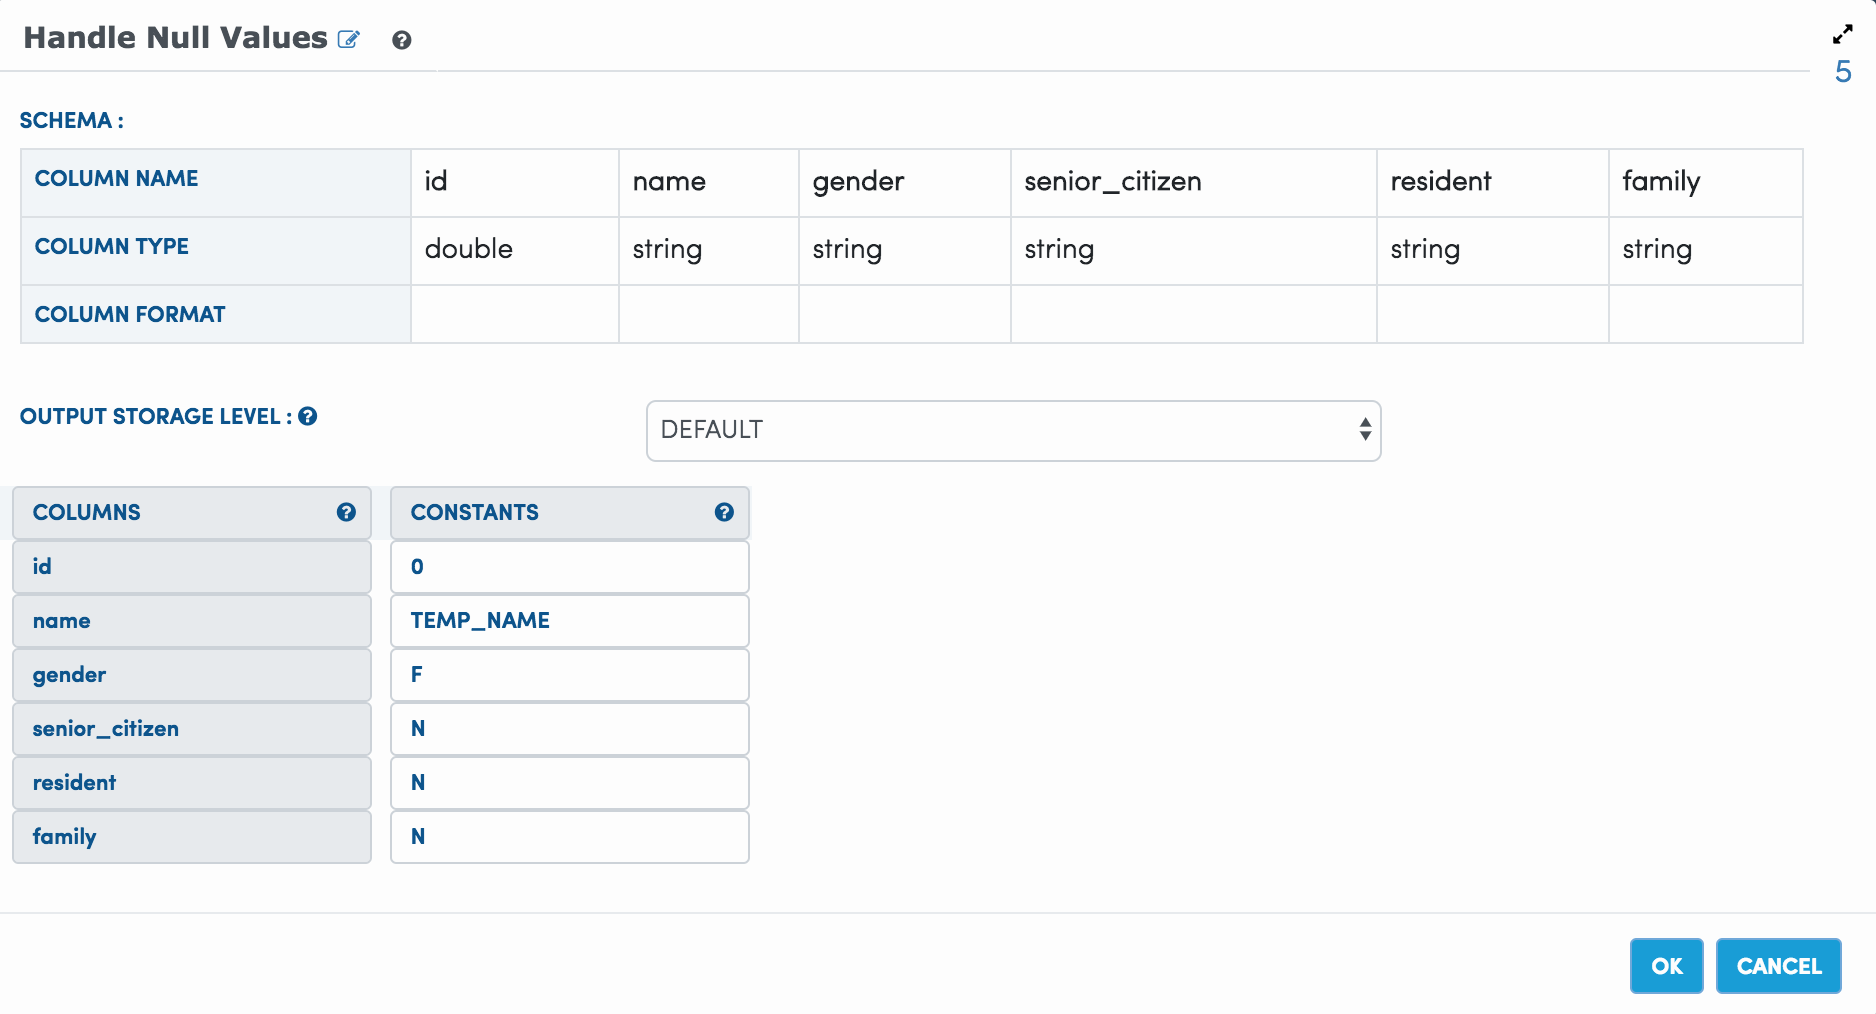 Handle Null Values
5
SCHEMA :
COLUMN NAME id name gender senior_citizen resident family
COLUMN TYPE double string string string string string
COLUMN FORMAT
OUTPUT STORAGE LEVEL : DEFAULT
COLUMNS CONSTANTS
id 0
name TEMP_NAME
gender F
senior_citizen N
resident N
family N
OK CANCEL